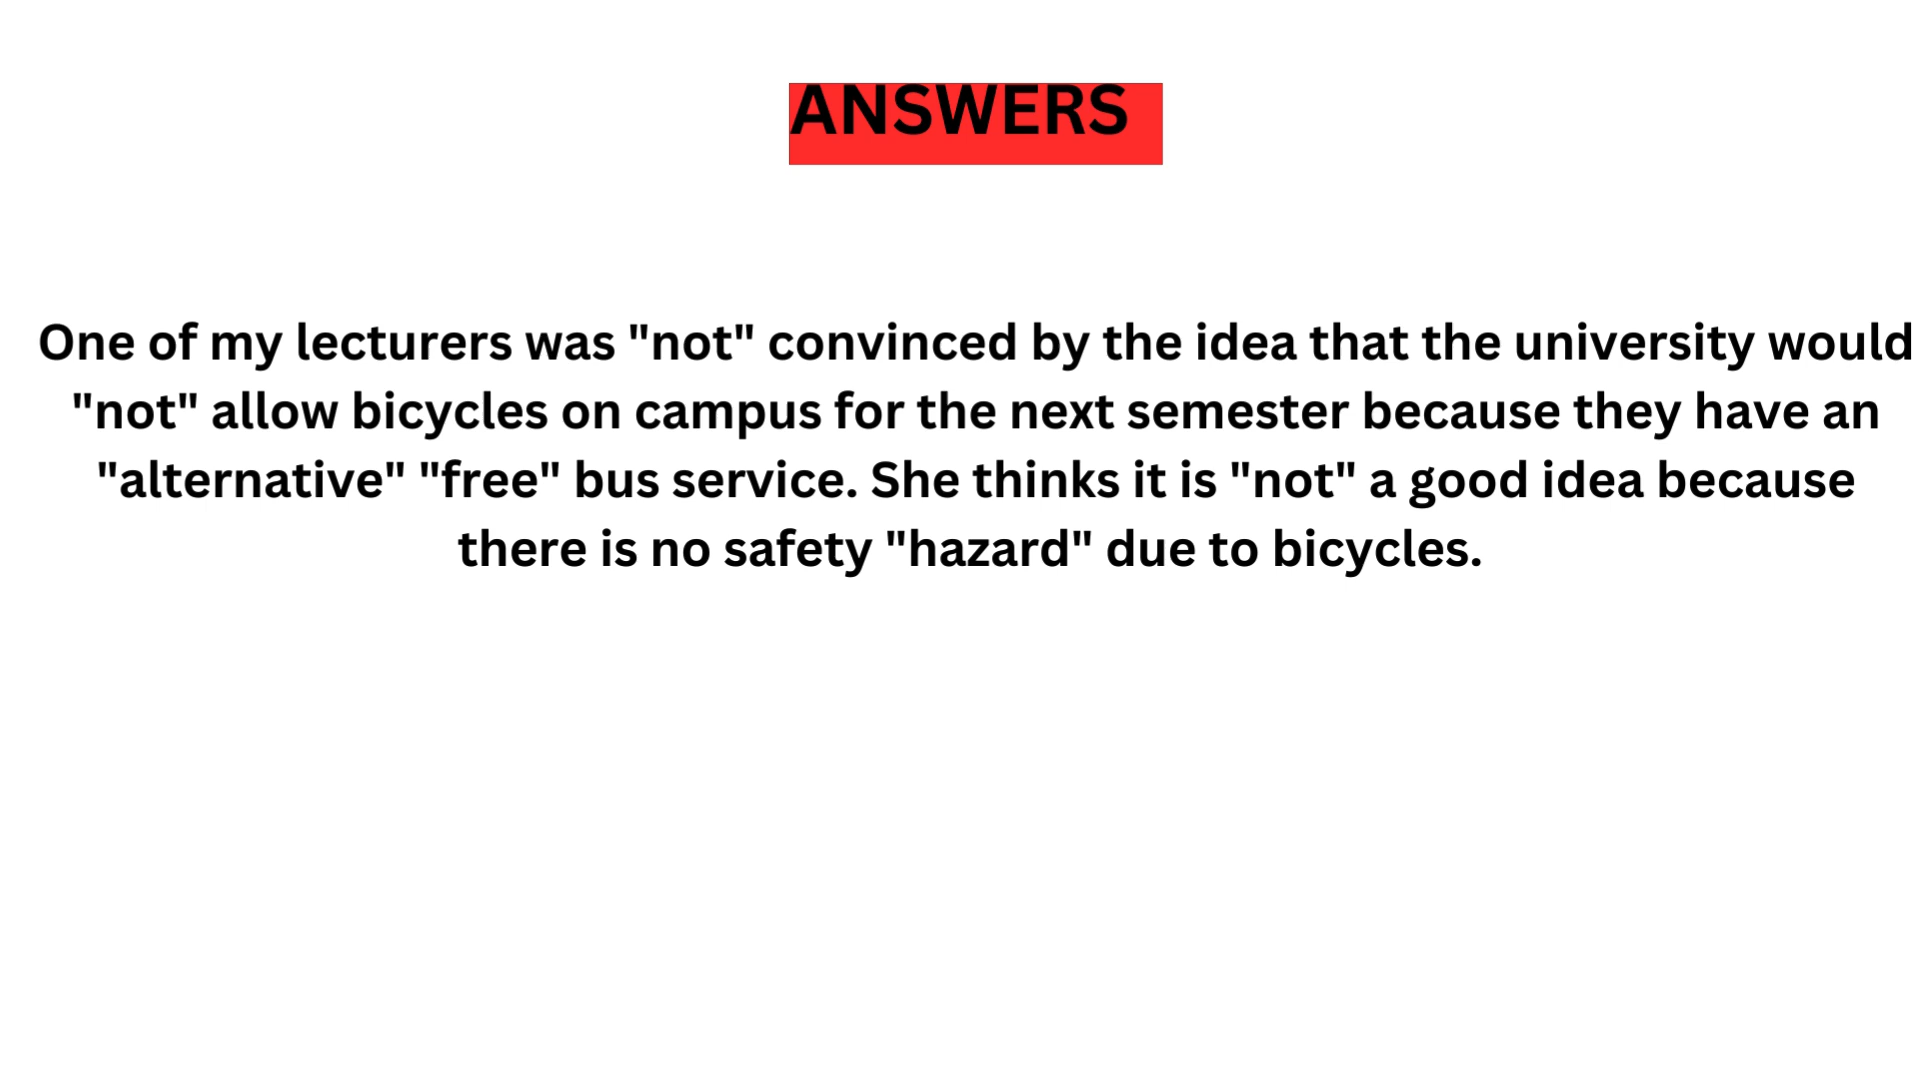 ANSWERS
One of my lecturers was "not" convinced by the idea that the university would
"not" allow bicycles on campus for the next semester because they have an
"alternative" "free" bus service. She thinks it is "not" a good idea because
there is no safety "hazard" due to bicycles.